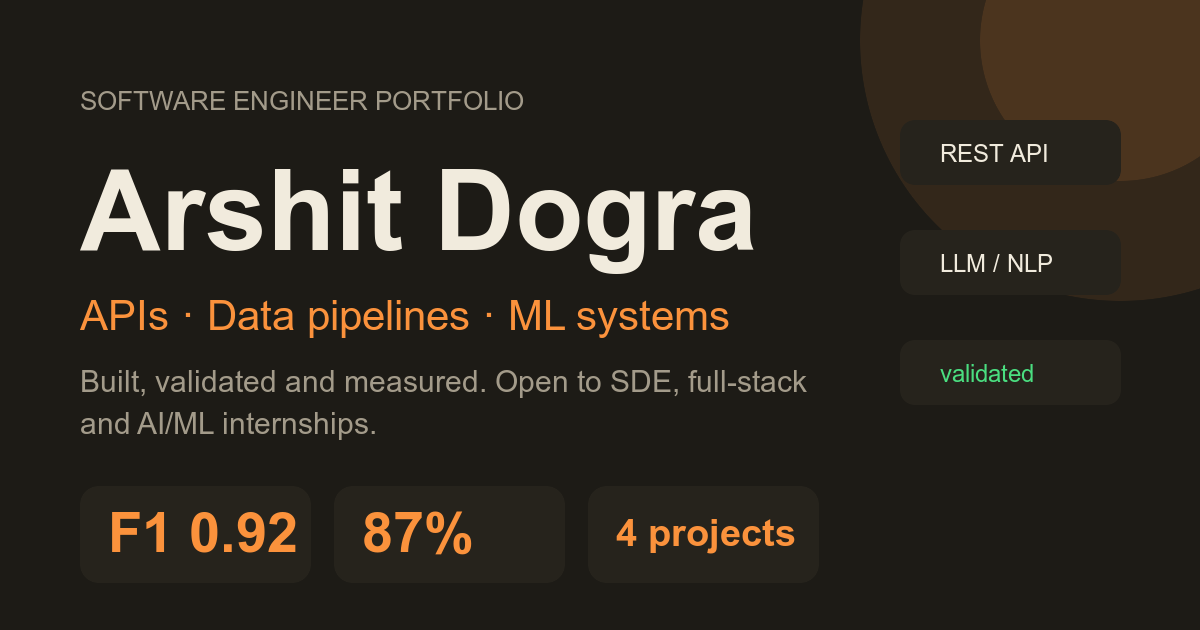 SOFTWARE ENGINEER PORTFOLIO
Arshit Dogra
APIs · Data pipelines · ML systems
Built, validated and measured. Open to SDE, full-stack
and AI/ML internships.
F1 0.92
87%
4 projects
REST API
LLM / NLP
validated